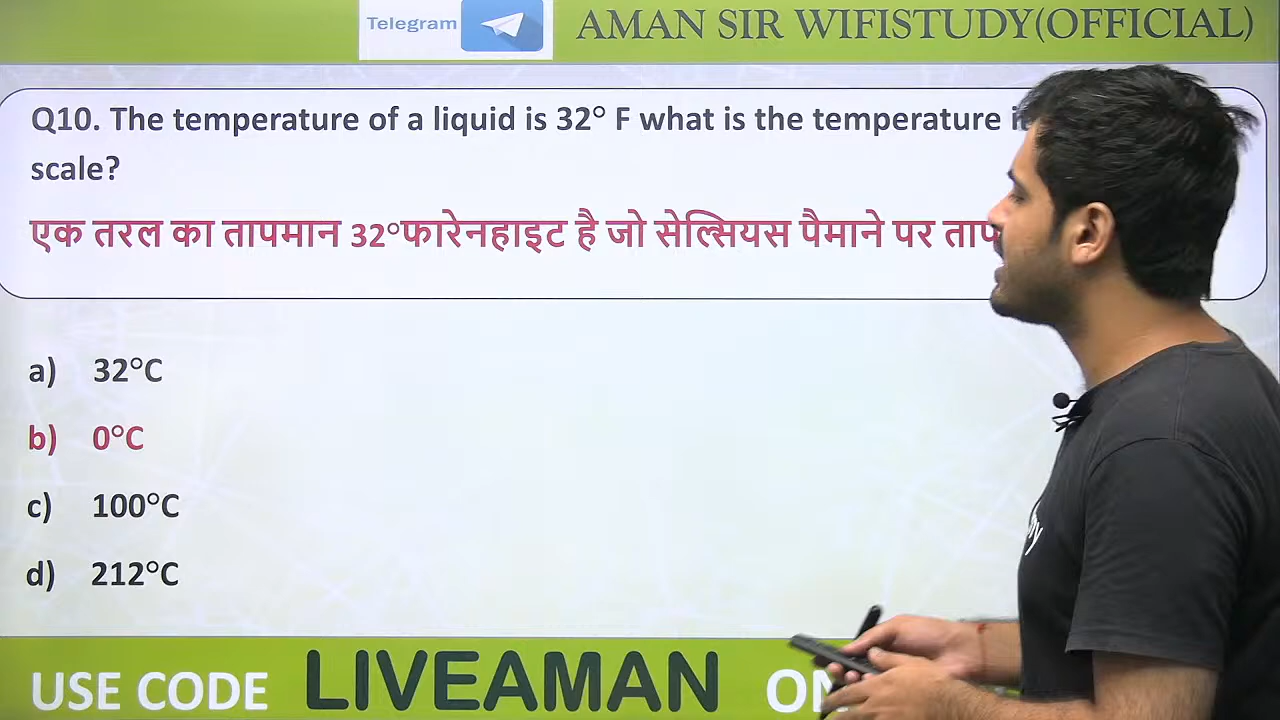 Telegram
AMAN SIR WIFISTUDY(OFFICIAL)
Q10. The temperature of a liquid is 32° F what is the temperature
scale?
एक तरल का तापमान 32°फारेनहाइट है जो सेल्सियस पैमाने पर
a) 32°C
b) 0°C
c) 100°C
d) 212°C
USE CODE LIVEAMAN